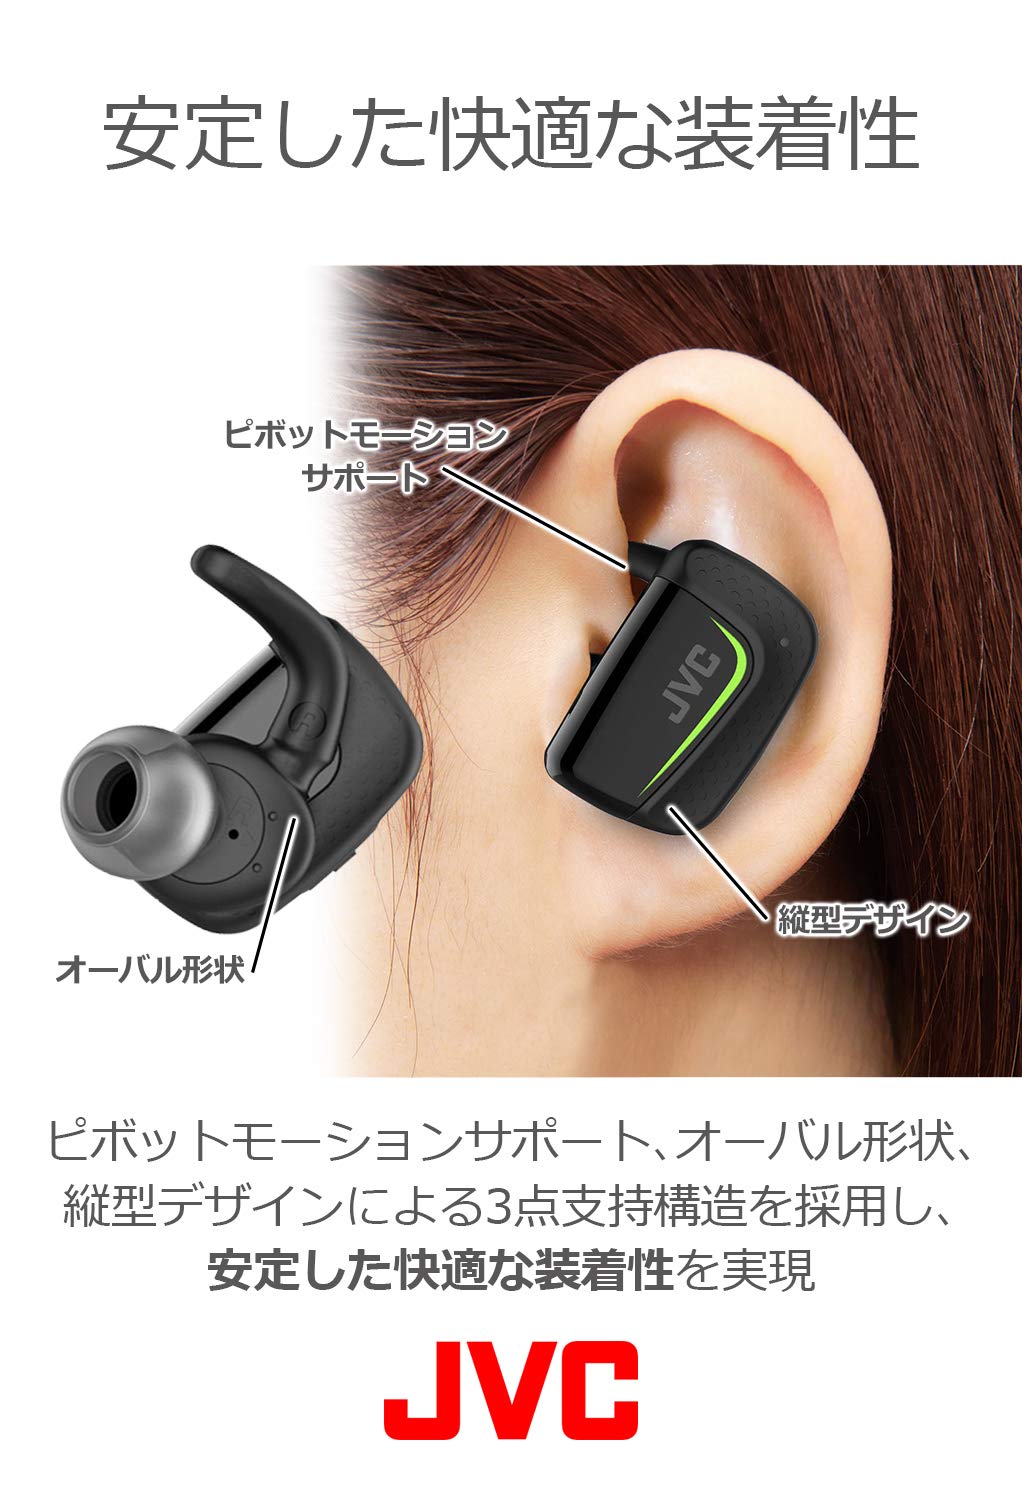 安定した快適な装着性
ピボットモーション
サポート
JVC
縦型デザイン
オーバル形状
ピボットモーションサポート、オーバル形状、
縦型デザインによる3点支持構造を採用し、
安定した快適な装着性を実現
JVC